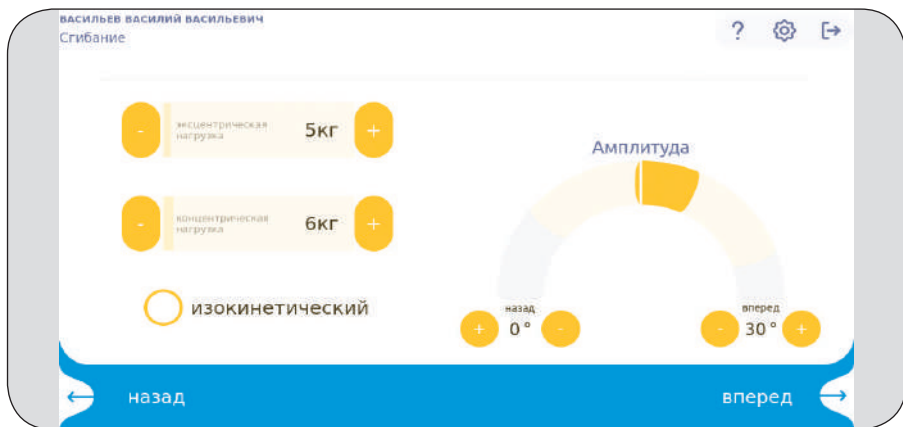 ВАСИЛЬЕВ ВАСИЛИЙ ВАСИЛЬЕВИЧ
Сгибание
?
- эксцентрическая нагрузка 5кг +
Амплитуда
- концентрическая нагрузка 6кг +
изокинетический
назад
+ 0° -
вперед
- 30° +
назад
вперед